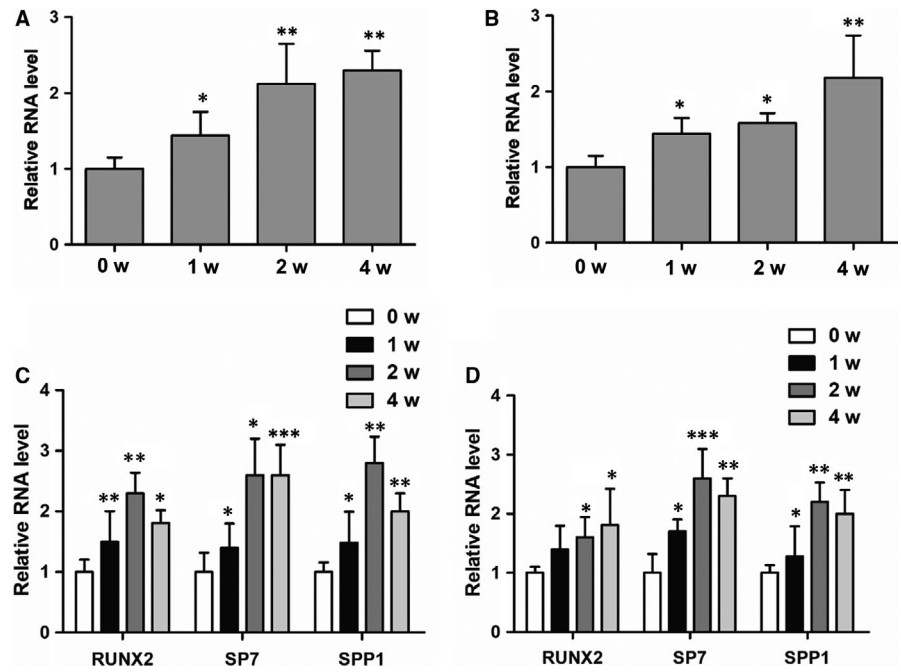 A
Relative RNA level
3
2
1
0
* ** **
0 w 1 w 2 w 4 w
B
Relative RNA level
3
2
1
0
* * **
0 w 1 w 2 w 4 w
C
Relative RNA level
0 w
1 w
2 w
4 w
4
3
2
1
0
** ** * * * *** * ** **
RUNX2 SP7 SPP1
D
Relative RNA level
0 w
1 w
2 w
4 w
4
3
2
1
0
* * * *** ** * ** **
RUNX2 SP7 SPP1